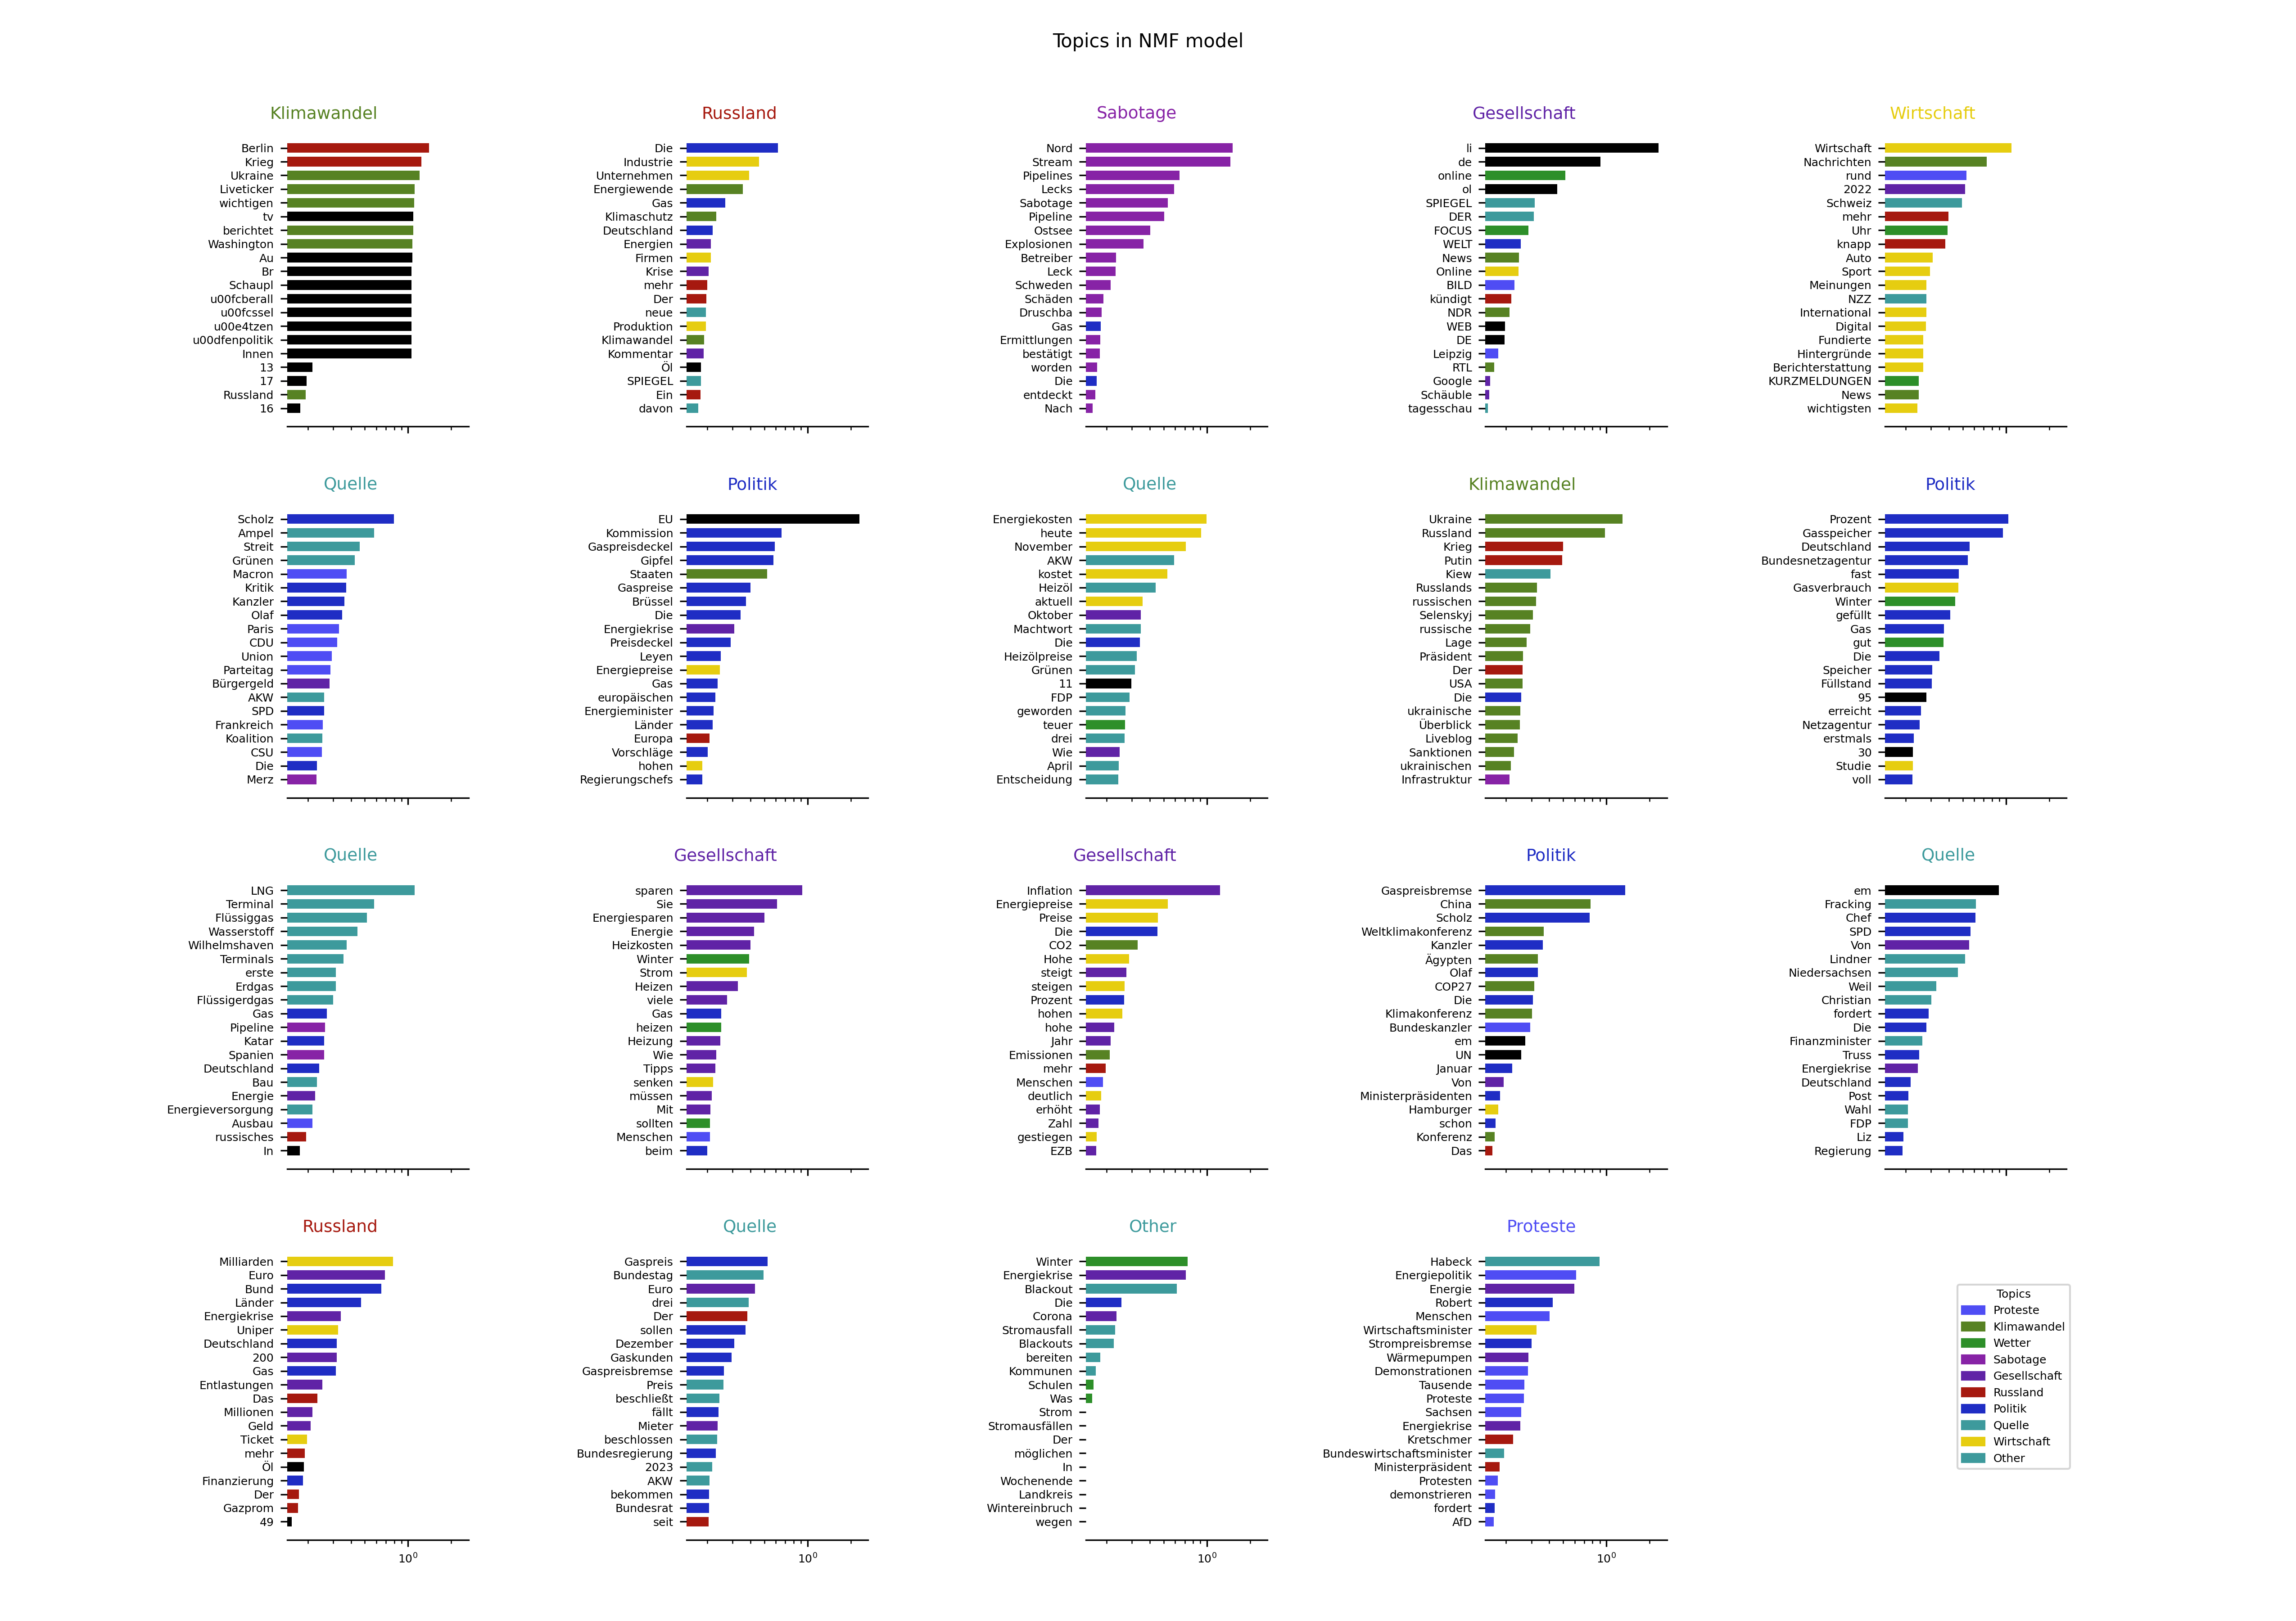 Topics in NMF model
Klimawandel
Berlin
Krieg
Ukraine
Liveticker
wichtigen
tv
berichtet
Washington
Au
Br
Schaupl
u00fcberall
u00fcssel
u00e4tzen
u00dfenpolitik
Innen
13
17
Russland
16
Russland
Die
Industrie
Unternehmen
Energiewende
Gas
Klimaschutz
Deutschland
Energien
Firmen
Krise
mehr
Der
neue
Produktion
Klimawandel
Kommentar
Öl
SPIEGEL
Ein
davon
Sabotage
Nord
Stream
Pipelines
Lecks
Sabotage
Pipeline
Ostsee
Explosionen
Betreiber
Leck
Schweden
Schäden
Druschba
Gas
Ermittlungen
bestätigt
worden
Die
entdeckt
Nach
Gesellschaft
li
de
online
ol
SPIEGEL
DER
FOCUS
WELT
News
Online
BILD
kündigt
NDR
WEB
DE
Leipzig
RTL
Google
Schäuble
tagesschau
Wirtschaft
Wirtschaft
Nachrichten
rund
2022
Schweiz
mehr
Uhr
knapp
Auto
Sport
Meinungen
NZZ
International
Digital
Fundierte
Hintergründe
Berichterstattung
KURZMELDUNGEN
News
wichtigsten
Quelle
Scholz
Ampel
Streit
Grünen
Macron
Kritik
Kanzler
Olaf
Paris
CDU
Union
Parteitag
Bürgergeld
AKW
SPD
Frankreich
Koalition
CSU
Die
Merz
Politik
EU
Kommission
Gaspreisdeckel
Gipfel
Staaten
Gaspreise
Brüssel
Die
Energiekrise
Preisdeckel
Leyen
Energiepreise
Gas
europäischen
Energieminister
Länder
Europa
Vorschläge
hohen
Regierungschefs
Quelle
Energiekosten
heute
November
AKW
kostet
Heizöl
aktuell
Oktober
Machtwort
Die
Heizölpreise
Grünen
11
FDP
geworden
teuer
drei
Wie
April
Entscheidung
Klimawandel
Ukraine
Russland
Krieg
Putin
Kiew
Russlands
russischen
Selenskyj
russische
Lage
Präsident
Der
USA
Die
ukrainische
Überblick
Liveblog
Sanktionen
ukrainischen
Infrastruktur
Politik
Prozent
Gasspeicher
Deutschland
Bundesnetzagentur
fast
Gasverbrauch
Winter
gefüllt
Gas
gut
Die
Speicher
Füllstand
95
erreicht
Netzagentur
erstmals
30
Studie
voll
Quelle
LNG
Terminal
Flüssiggas
Wasserstoff
Wilhelmshaven
Terminals
erste
Erdgas
Flüssigerdgas
Gas
Pipeline
Katar
Spanien
Deutschland
Bau
Energie
Energieversorgung
Ausbau
russisches
In
Gesellschaft
sparen
Sie
Energiesparen
Energie
Heizkosten
Winter
Strom
Heizen
viele
Gas
heizen
Heizung
Wie
Tipps
senken
müssen
Mit
sollten
Menschen
beim
Gesellschaft
Inflation
Energiepreise
Preise
Die
CO2
Hohe
steigt
steigen
Prozent
hohen
hohe
Jahr
Emissionen
mehr
Menschen
deutlich
erhöht
Zahl
gestiegen
EZB
Politik
Gaspreisbremse
China
Scholz
Weltklimakonferenz
Kanzler
Ägypten
Olaf
COP27
Die
Klimakonferenz
Bundeskanzler
em
UN
Januar
Von
Ministerpräsidenten
Hamburger
schon
Konferenz
Das
Quelle
em
Fracking
Chef
SPD
Von
Lindner
Niedersachsen
Weil
Christian
fordert
Die
Finanzminister
Truss
Energiekrise
Deutschland
Post
Wahl
FDP
Liz
Regierung
Russland
Milliarden
Euro
Bund
Länder
Energiekrise
Uniper
Deutschland
200
Gas
Entlastungen
Das
Millionen
Geld
Ticket
mehr
Öl
Finanzierung
Der
Gazprom
49
10⁰
Quelle
Gaspreis
Bundestag
Euro
drei
Der
sollen
Dezember
Gaskunden
Gaspreisbremse
Preis
beschließt
fällt
Mieter
beschlossen
Bundesregierung
2023
AKW
bekommen
Bundesrat
seit
10⁰
Other
Winter
Energiekrise
Blackout
Die
Corona
Stromausfall
Blackouts
bereiten
Kommunen
Schulen
Was
Strom
Stromausfällen
Der
möglichen
In
Wochenende
Landkreis
Wintereinbruch
wegen
10⁰
Proteste
Habeck
Energiepolitik
Energie
Robert
Menschen
Wirtschaftsminister
Strompreisbremse
Wärmepumpen
Demonstrationen
Tausende
Proteste
Sachsen
Energiekrise
Kretschmer
Bundeswirtschaftsminister
Ministerpräsident
Protesten
demonstrieren
fordert
AfD
10⁰
Topics
Proteste
Klimawandel
Wetter
Sabotage
Gesellschaft
Russland
Politik
Quelle
Wirtschaft
Other